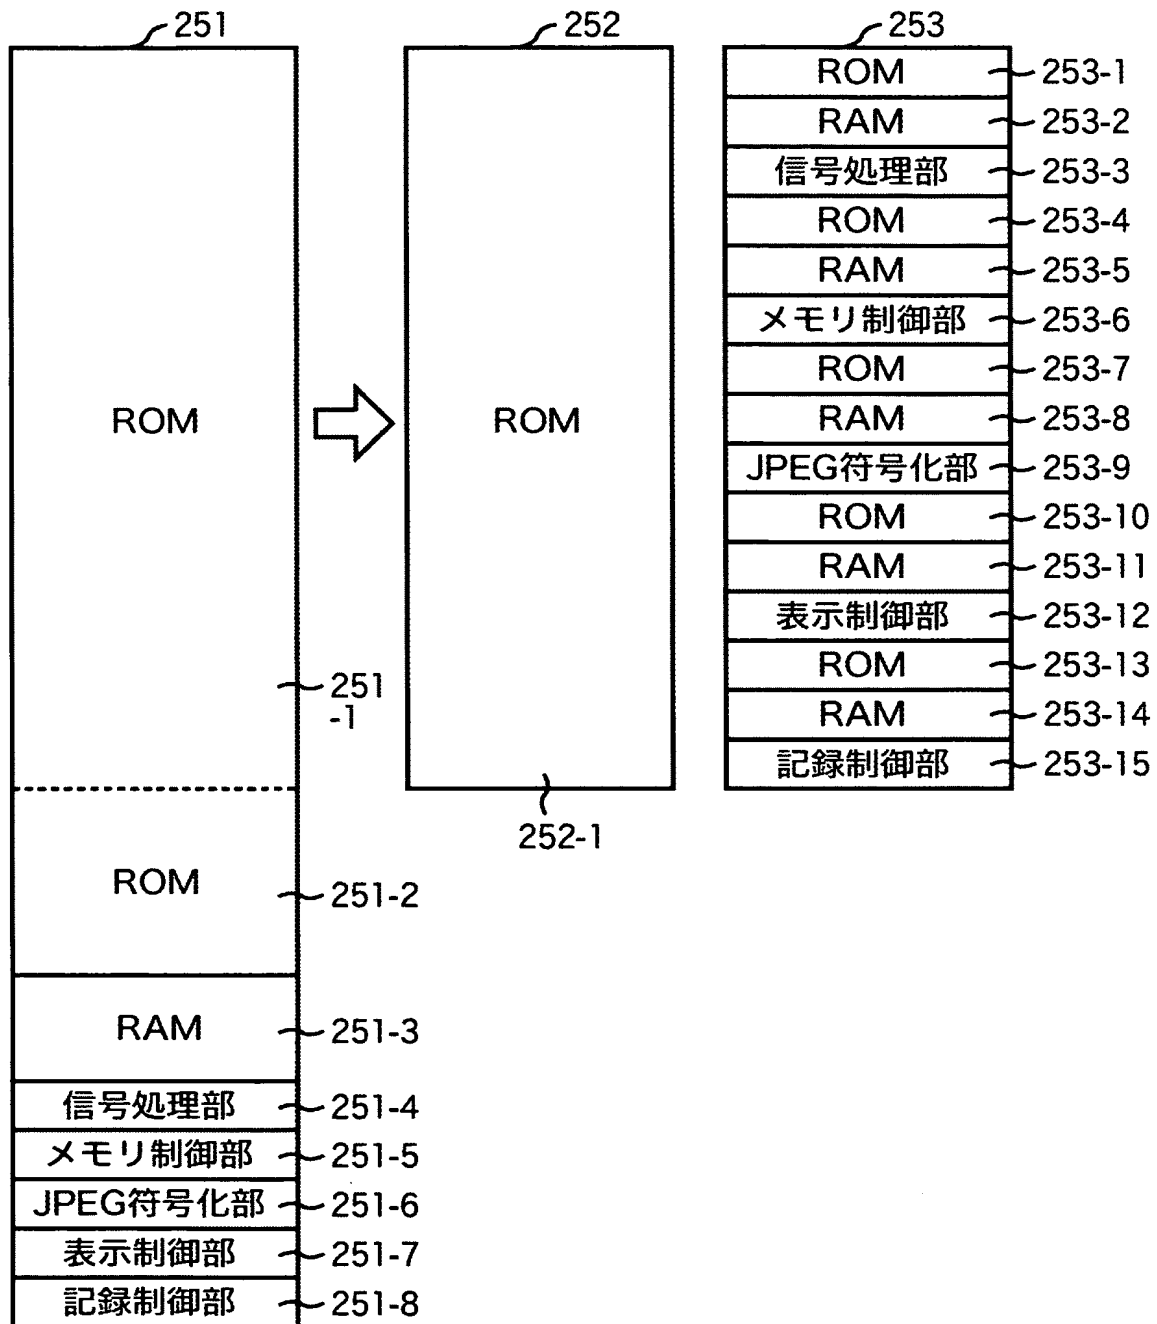 251
ROM
251
-1
ROM
251-2
RAM
251-3
信号処理部
251-4
メモリ制御部
251-5
JPEG符号化部
251-6
表示制御部
251-7
記録制御部
251-8
252
ROM
252-1
253
ROM
253-1
RAM
253-2
信号処理部
253-3
ROM
253-4
RAM
253-5
メモリ制御部
253-6
ROM
253-7
RAM
253-8
JPEG符号化部
253-9
ROM
253-10
RAM
253-11
表示制御部
253-12
ROM
253-13
RAM
253-14
記録制御部
253-15